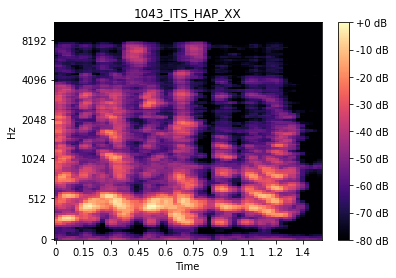 1043_ITS_HAP_XX
+0 dB
8192
-10 dB
4096
-20 dB
-30 dB
2048
Hz
-40 dB
1024
-50 dB
512
-60 dB
-70 dB
0
-80 dB
0 0.15 0.3 0.45 0.6 0.75 0.9 1.1 1.2 1.4
Time